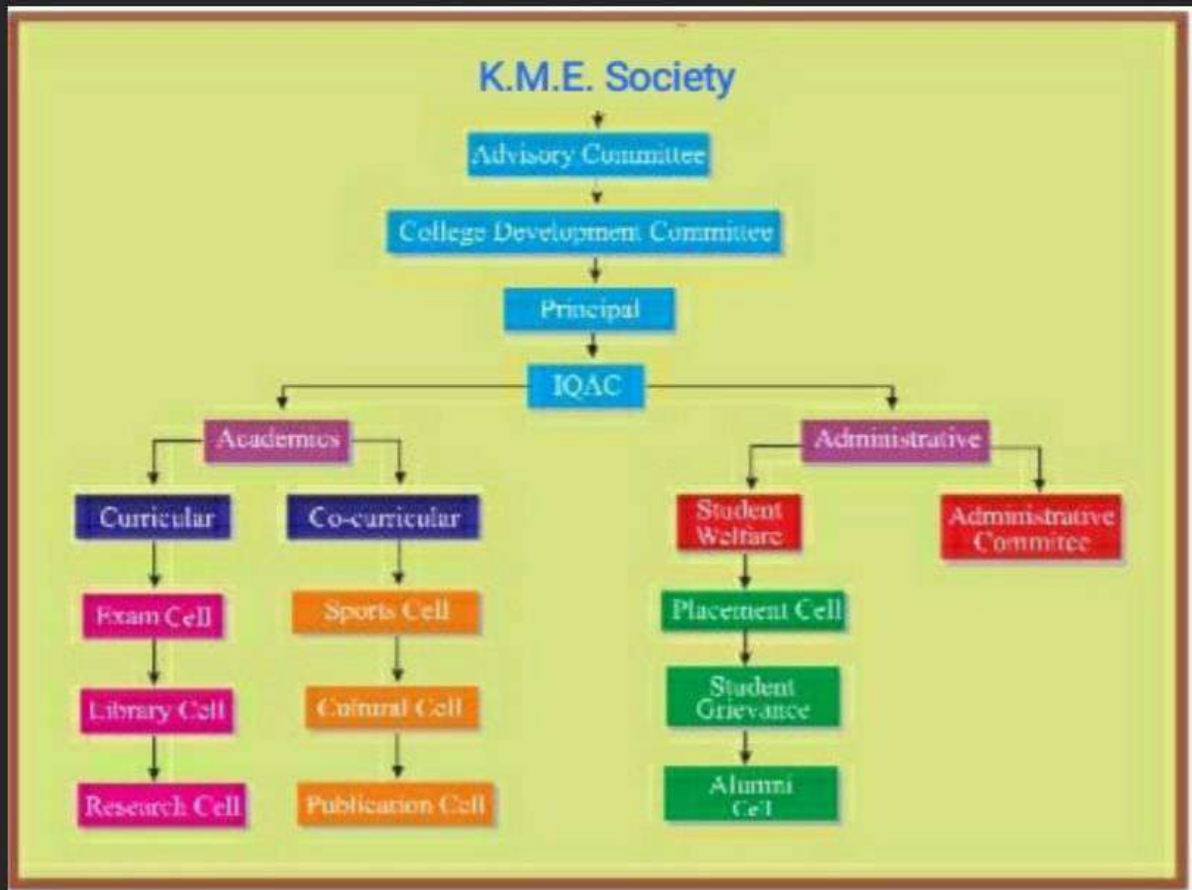 K.M.E. Society
Advisory Committee
College Development Committee
Principal
IQAC
Academics
Administrative
Curricular
Co-curricular
Student
Welfare
Administrative
Commitee
Exam Cell
Sports Cell
Placement Cell
Library Cell
Cultural Cell
Student
Grievance
Research Cell
Publication Cell
Alumni
Cell